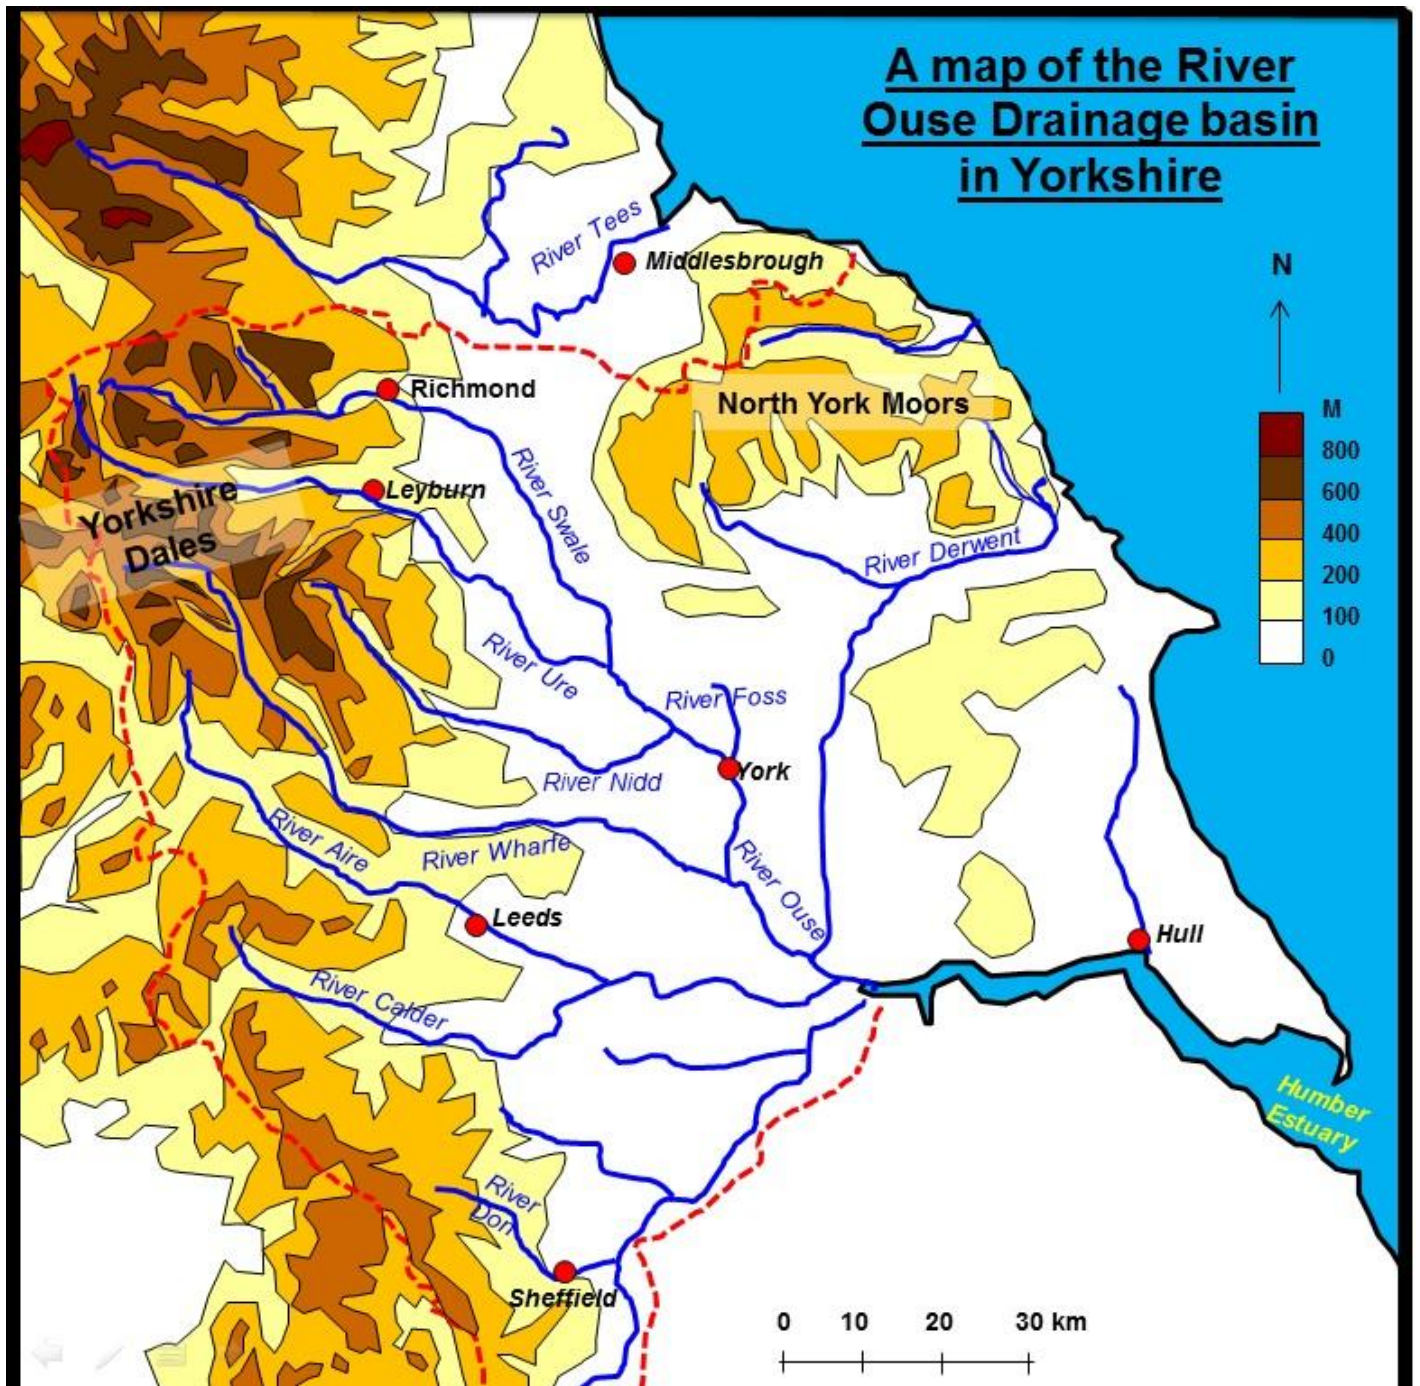 A map of the River
Ouse Drainage basin
in Yorkshire
River Tees
Middlesbrough
N
Richmond
North York Moors
M
800
600
400
200
100
0
River Swale
Leyburn
Yorkshire
Dales
River Derwent
River Ure
River Foss
York
River Nidd
River Aire
River Wharfe
River Ouse
Leeds
Hull
River Calder
Humber
Estuary
River
Don
Sheffield
0 10 20 30 km